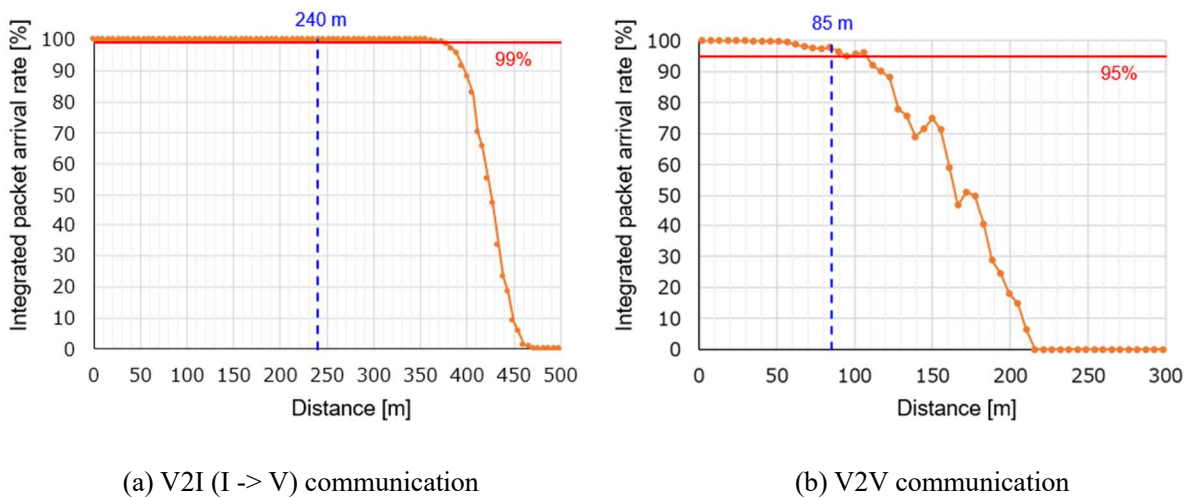 240 m
Integrated packet arrival rate [%]
100
90
80
70
60
50
40
30
20
10
0
99%
0 50 100 150 200 250 300 350 400 450 500
Distance [m]
(a) V2I (I -> V) communication
85 m
Integrated packet arrival rate [%]
100
90
80
70
60
50
40
30
20
10
0
95%
0 50 100 150 200 250 300
Distance [m]
(b) V2V communication